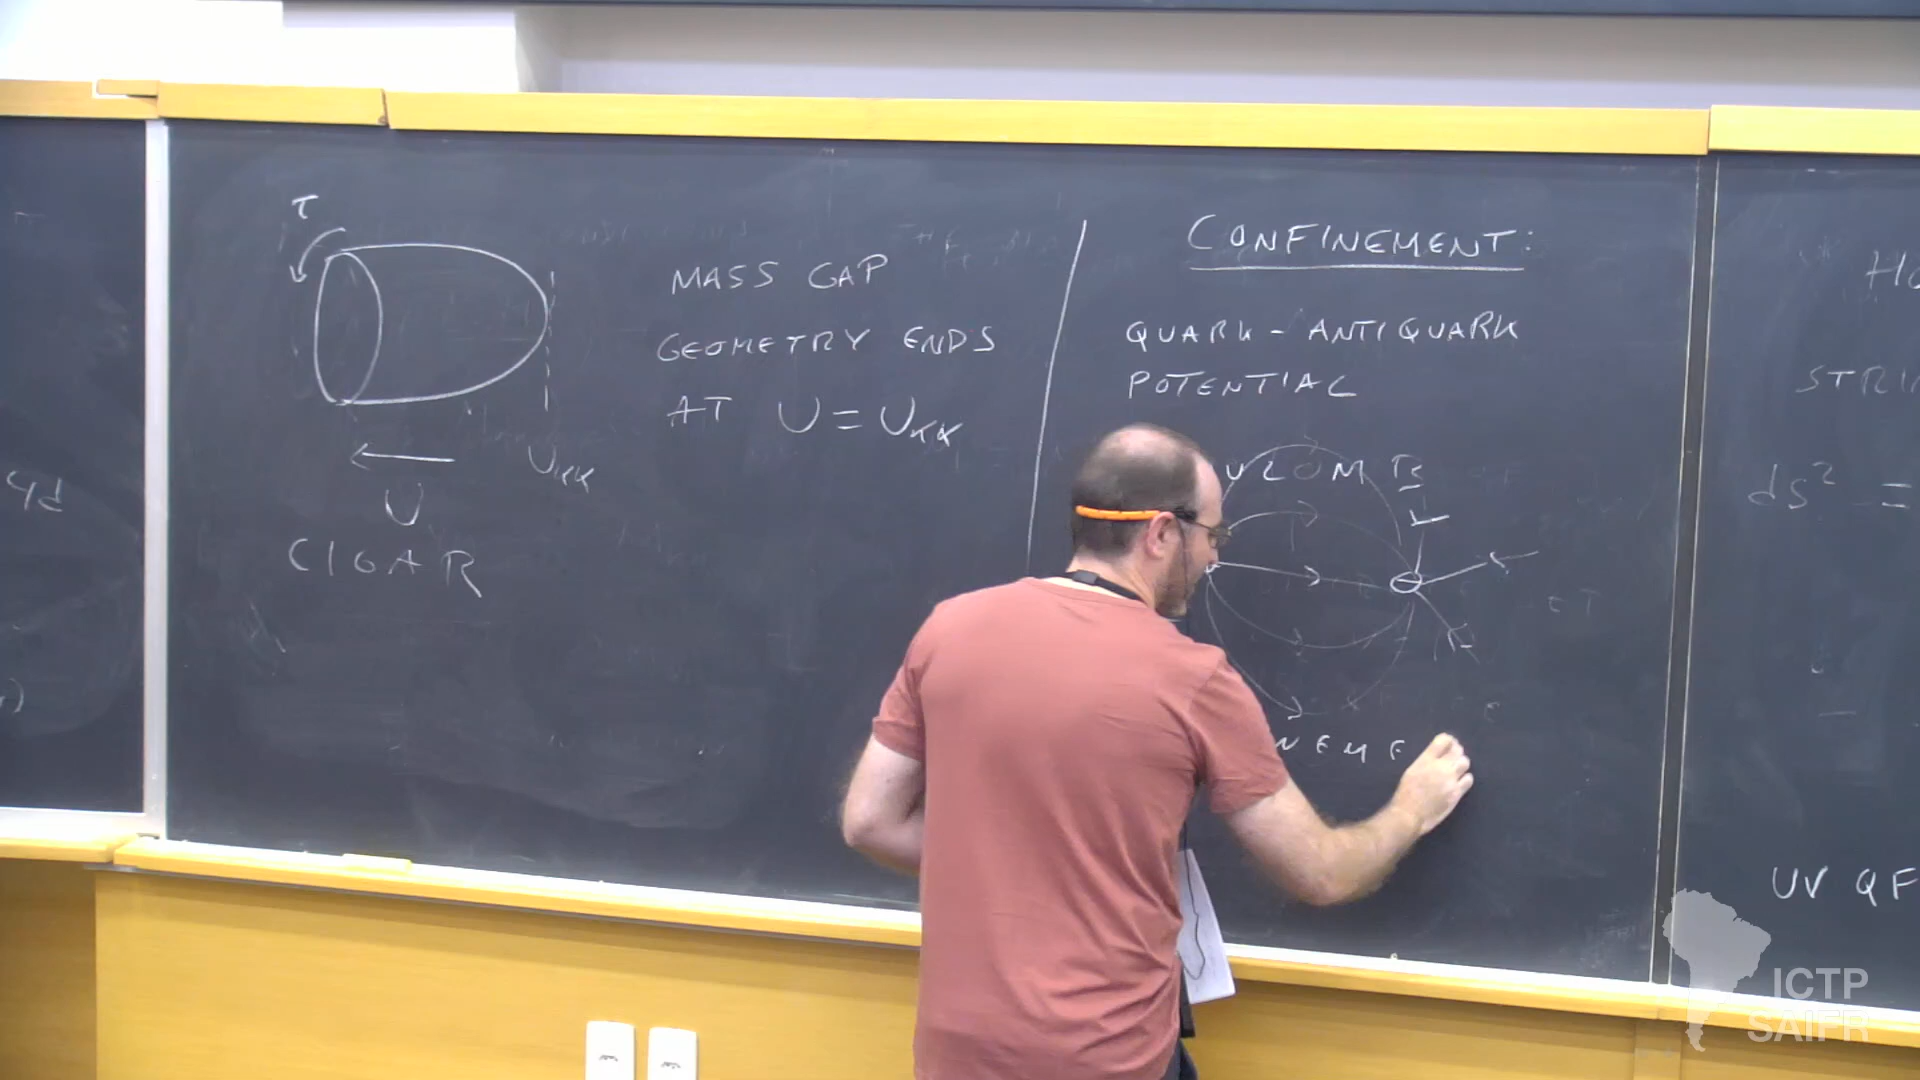 τ
U_KK
U
CIGAR
MASS GAP
GEOMETRY ENDS
AT U = U_KK
CONFINEMENT:
QUARK - ANTIQUARK
POTENTIAL
ds² =
UV QF
ICTP
SAIFR